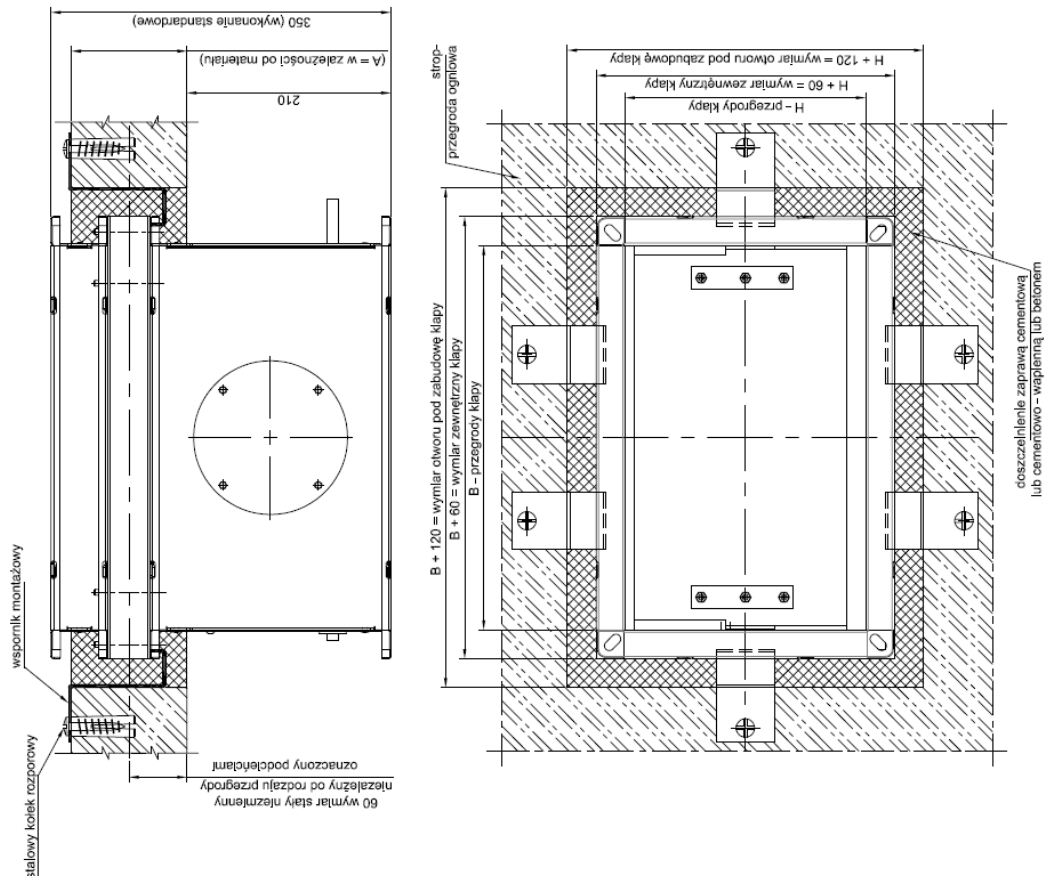 350 (wykonanie standardowe)
(A = w zależności od materiału)
210
wspornik montażowy
stalowy kołek rozporowy
60 wymiar stały niezmienny
niezależny od rodzaju przegrody
oznaczony podcieńciami
strop-
przegroda ogniowa
H + 120 = wymiar otworu pod zabudowę klapy
H + 60 = wymiar zewnętrzny klapy
H – przegrody klapy
B + 120 = wymiar otworu pod zabudowę klapy
B + 60 = wymiar zewnętrzny klapy
B – przegrody klapy
doszczelnienie zaprawą cementową
lub cementowo – wapienną lub betonem